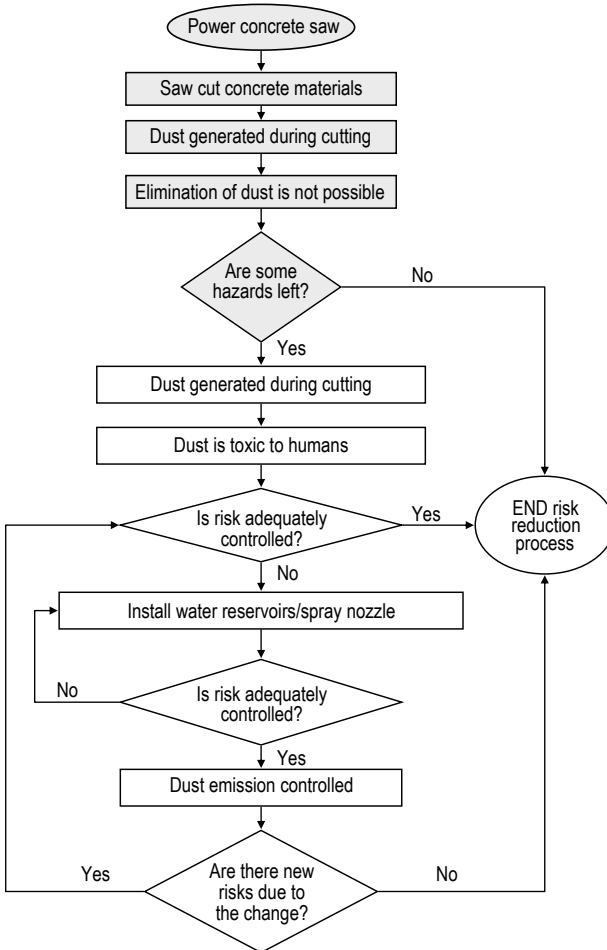 Power concrete saw
Saw cut concrete materials
Dust generated during cutting
Elimination of dust is not possible
Are some
hazards left?
No
Yes
Dust generated during cutting
Dust is toxic to humans
Is risk adequately
controlled?
Yes
END risk
reduction
process
No
Install water reservoirs/spray nozzle
No
Is risk adequately
controlled?
Yes
Dust emission controlled
Yes
Are there new
risks due to
the change?
No